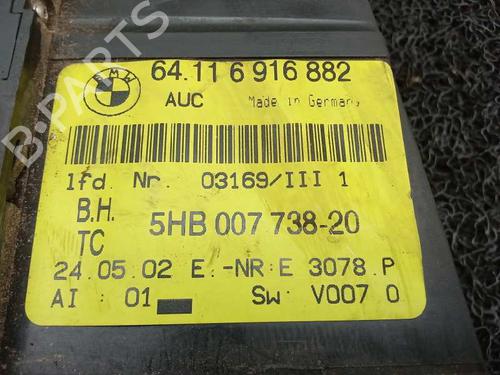 BMW
64.11 6 916 882
AUC Made in Germany
lfd. Nr. 03169/III 1
B.H.
TC 5HB 007 738-20
24.05.02 E.-NR:E 3078.P
AI : 01 Sw: V007 0
B-PARTS